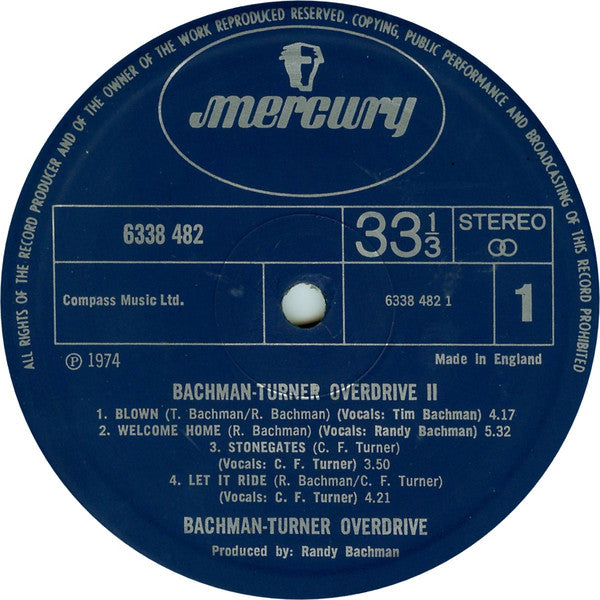 ALL RIGHTS OF THE RECORD PRODUCER AND OF THE OWNER OF THE WORK REPRODUCED RESERVED. COPYING, PUBLIC PERFORMANCE AND BROADCASTING OF THIS RECORD PROHIBITED
mercury
6338 482
33 1/3
STEREO
Compass Music Ltd.
6338 482 1
1
℗ 1974
Made in England
BACHMAN-TURNER OVERDRIVE II
1. BLOWN (T. Bachman/R. Bachman) (Vocals: Tim Bachman) 4.17
2. WELCOME HOME (R. Bachman) (Vocals: Randy Bachman) 5.32
3. STONEGATES (C. F. Turner)
(Vocals: C. F. Turner) 3.50
4. LET IT RIDE (R. Bachman/C. F. Turner)
(Vocals: C. F. Turner) 4.21
BACHMAN-TURNER OVERDRIVE
Produced by: Randy Bachman